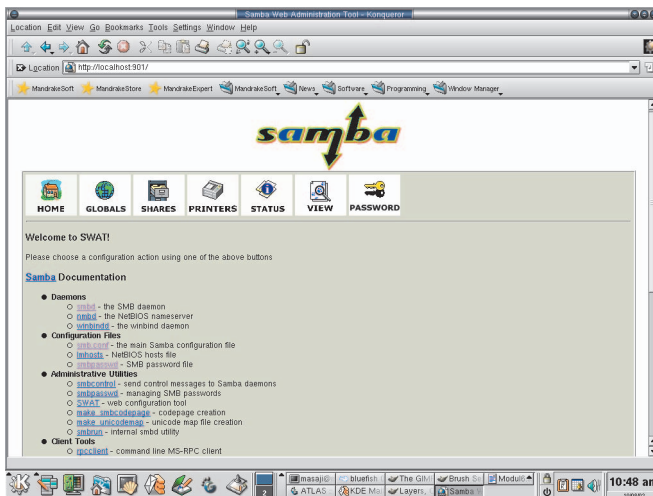 Samba Web Administration Tool - Konqueror
Location Edit View Go Bookmarks Tools Settings Window Help
Location http://localhost:901/
MandrakeSoft MandrakeStore MandrakeExpert MandrakeSoft News Software Programming Window Manager
samba
HOME GLOBALS SHARES PRINTERS STATUS VIEW PASSWORD
Welcome to SWAT!
Please choose a configuration action using one of the above buttons
Samba Documentation
Daemons
smbd - the SMB daemon
nmbd - the NetBIOS nameserver
winbindd - the winbind daemon
Configuration Files
smb.conf - the main Samba configuration file
lmhosts - NetBIOS hosts file
smbpasswd - SMB password file
Administrative Utilities
smbcontrol - send control messages to Samba daemons
smbpasswd - managing SMB passwords
SWAT - web configuration tool
make_smbcodepage - codepage creation
make_unicodemap - unicode map file creation
smbrun - internal smbd utility
Client Tools
rpcclient - command line MS-RPC client
masaji@ bluefish The GIM Brush Se Modul6
2 ATLAS KDE Ma Layers, Samba W
10:48 am